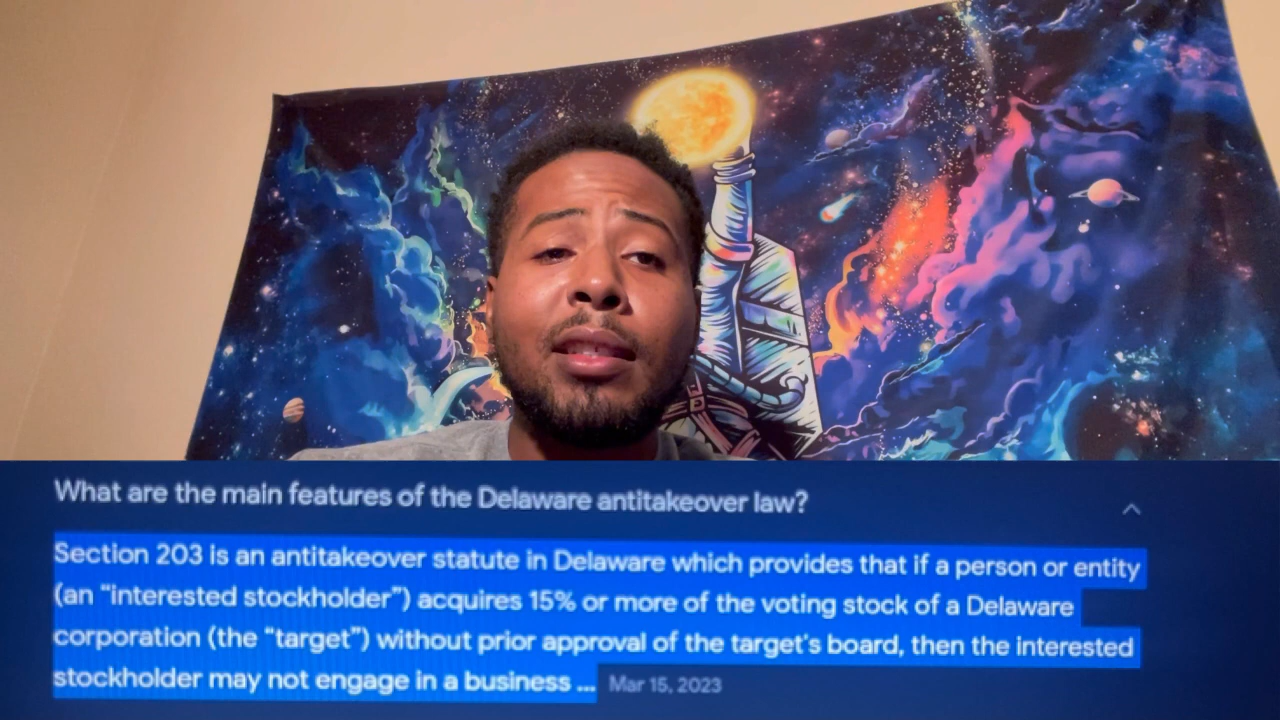 What are the main features of the Delaware antitakeover law?
Section 203 is an antitakeover statute in Delaware which provides that if a person or entity
(an “interested stockholder”) acquires 15% or more of the voting stock of a Delaware
corporation (the “target”) without prior approval of the target's board, then the interested
stockholder may not engage in a business ... Mar 15, 2023